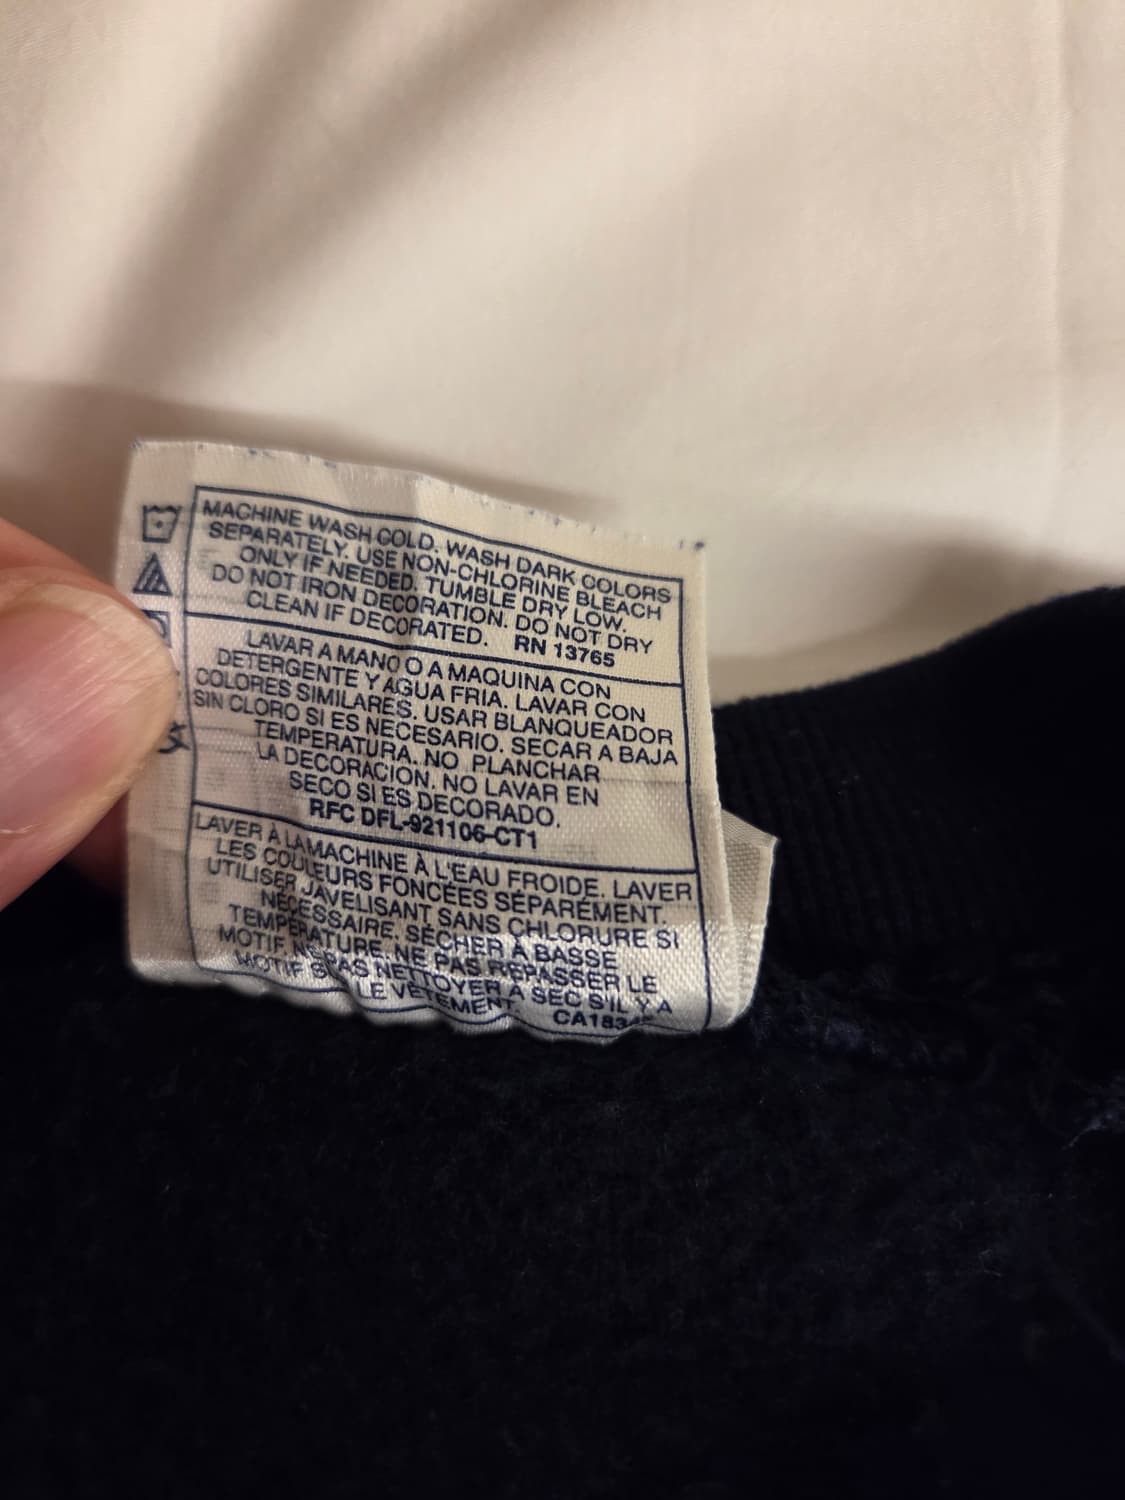 MACHINE WASH COLD. WASH DARK COLORS
SEPARATELY. USE NON-CHLORINE BLEACH
ONLY IF NEEDED. TUMBLE DRY LOW.
DO NOT IRON DECORATION. DO NOT DRY
CLEAN IF DECORATED. RN 13765
LAVAR A MANO O A MAQUINA CON
DETERGENTE Y AGUA FRIA. LAVAR CON
COLORES SIMILARES. USAR BLANQUEADOR
SIN CLORO SI ES NECESARIO. SECAR A BAJA
TEMPERATURA. NO PLANCHAR
LA DECORACION. NO LAVAR EN
SECO SI ES DECORADO.
RFC DFL-921106-CT1
LAVER À LA MACHINE À L'EAU FROIDE. LAVER
LES COULEURS FONCÉES SÉPARÉMENT.
UTILISER JAVELISANT SANS CHLORURE SI
NÉCESSAIRE. SÉCHER À BASSE
TEMPÉRATURE. NE PAS REPASSER LE
MOTIF. NE PAS NETTOYER À SEC S'IL Y A
MOTIF LE VÊTEMENT.